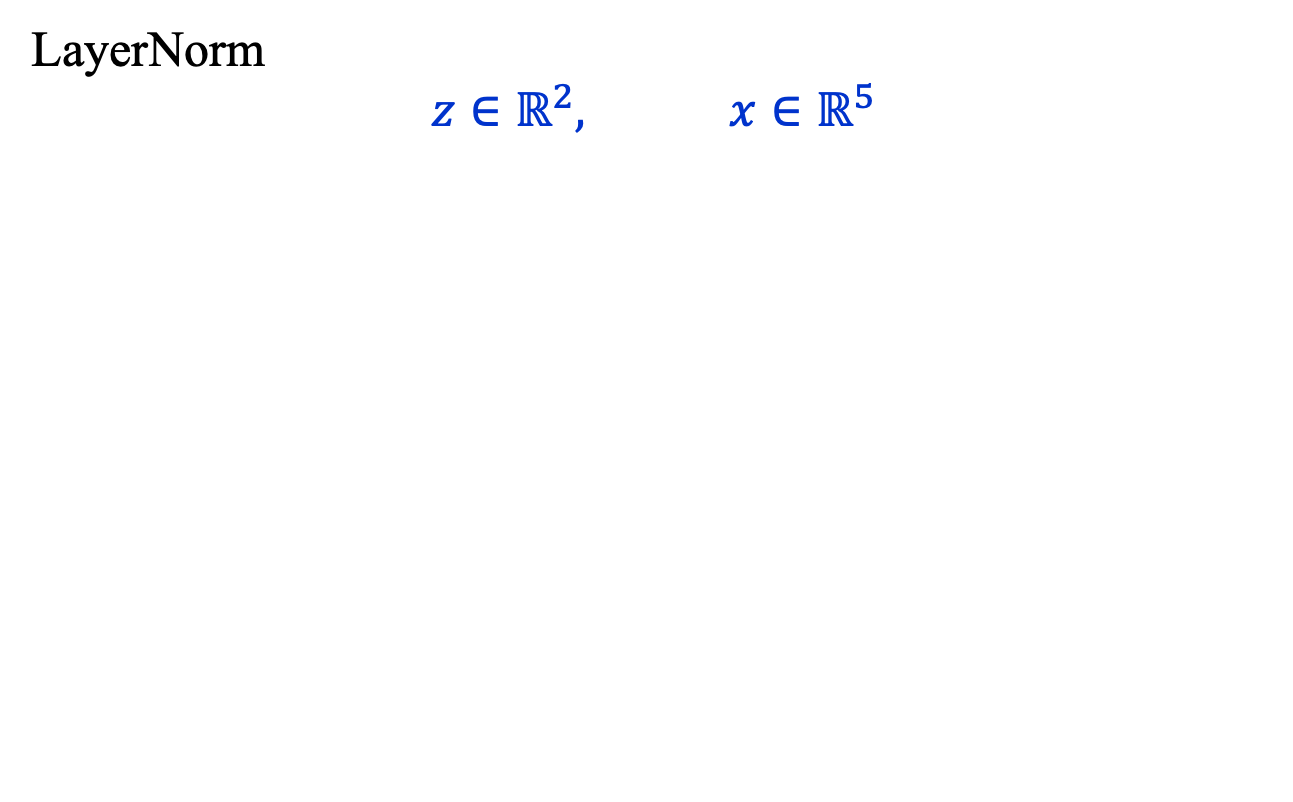 LayerNorm
z ∈ ℝ², x ∈ ℝ⁵